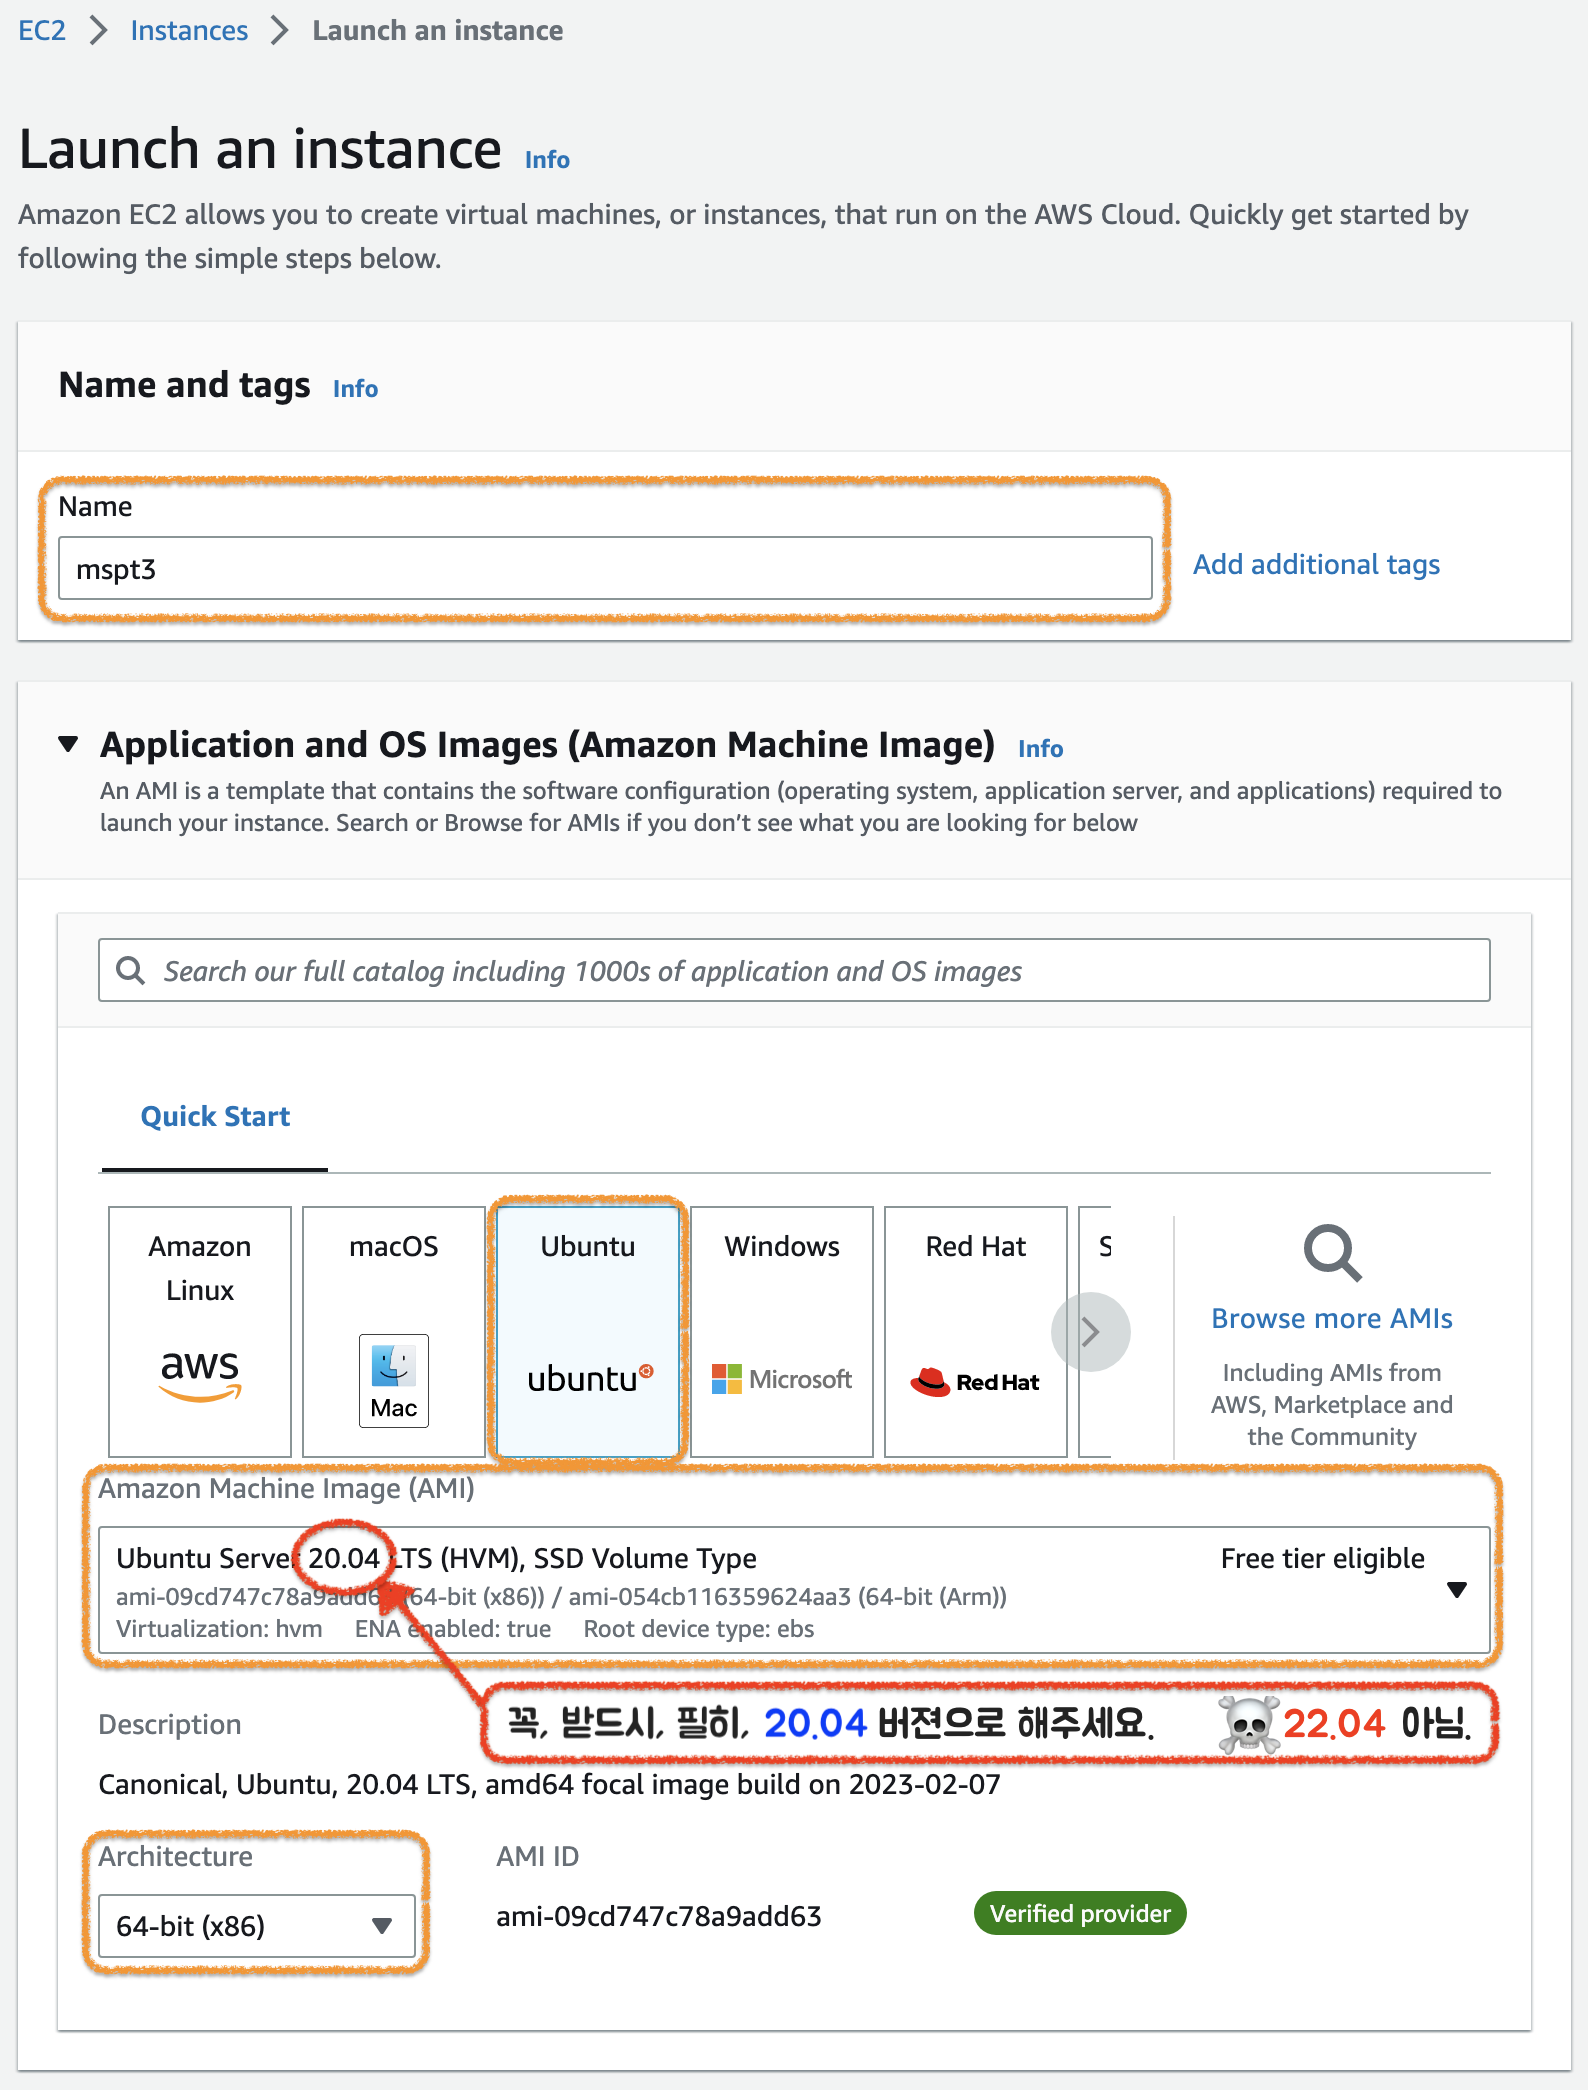 EC2 > Instances > Launch an instance
Launch an instance Info
Amazon EC2 allows you to create virtual machines, or instances, that run on the AWS Cloud. Quickly get started by
following the simple steps below.
Name and tags Info
Name
mspt3
Add additional tags
Application and OS Images (Amazon Machine Image) Info
An AMI is a template that contains the software configuration (operating system, application server, and applications) required to
launch your instance. Search or Browse for AMIs if you don't see what you are looking for below
Search our full catalog including 1000s of application and OS images
Quick Start
Amazon
Linux
aws
macOS
Mac
Ubuntu
ubuntu
Windows
Microsoft
Red Hat
Red Hat
S
Browse more AMIs
Including AMIs from
AWS, Marketplace and
the Community
Amazon Machine Image (AMI)
Ubuntu Server 20.04 LTS (HVM), SSD Volume Type
Free tier eligible
ami-09cd747c78a9add63 (64-bit (x86)) / ami-054cb116359624aa3 (64-bit (Arm))
Virtualization: hvm ENA enabled: true Root device type: ebs
꼭, 받드시, 필히, 20.04 버젼으로 해주세요. ☠️22.04 아님.
Description
Canonical, Ubuntu, 20.04 LTS, amd64 focal image build on 2023-02-07
Architecture
64-bit (x86)
AMI ID
ami-09cd747c78a9add63
Verified provider